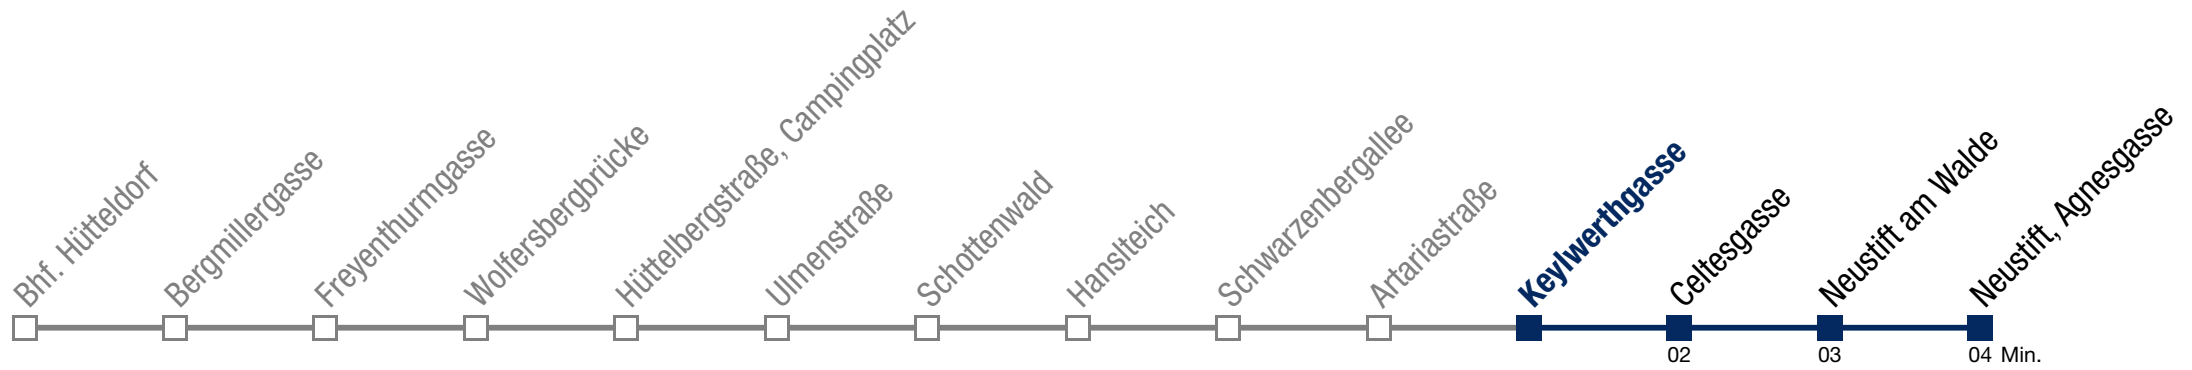 Bhf. Hütteldorf
Bergmillergasse
Freyenthurmgasse
Wolfersbergbrücke
Hüttelbergstraße, Campingplatz
Ulmenstraße
Schottenwald
Hanslteich
Schwarzenbergallee
Artariastraße
Keylwerthgasse
Celtesgasse
Neustift am Walde
Neustift, Agnesgasse
02 03 04 Min.